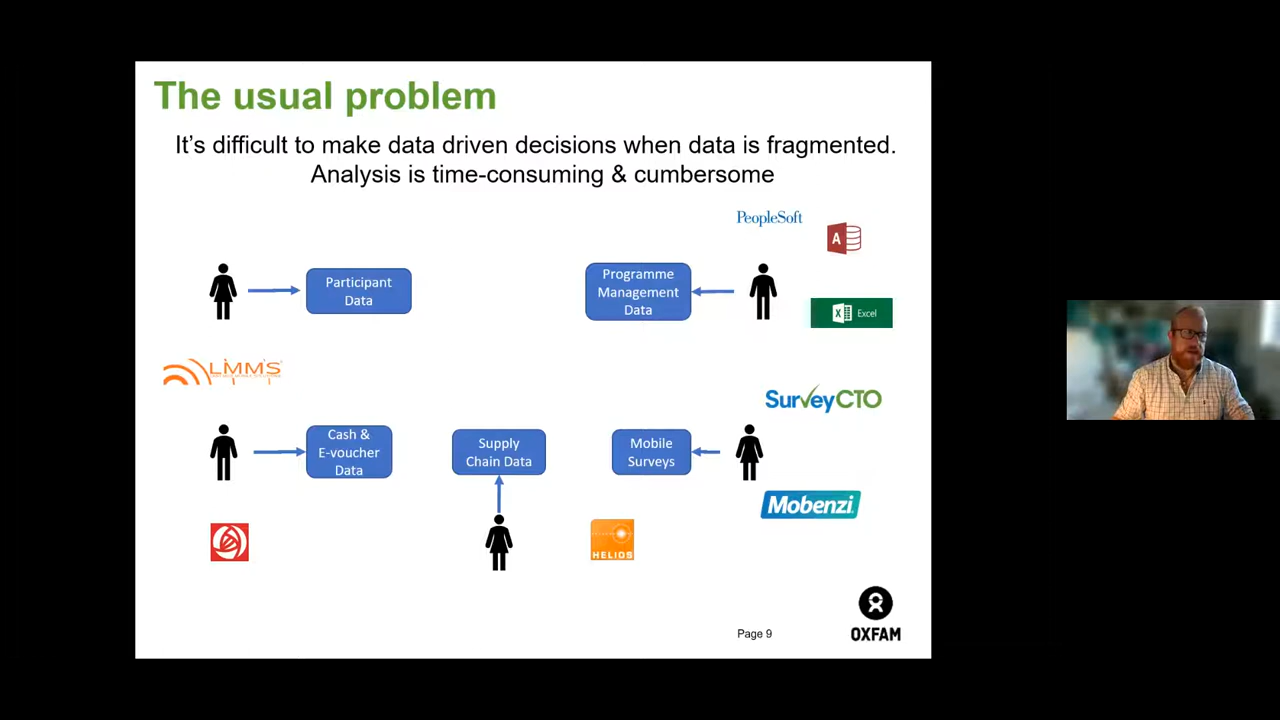 The usual problem
It’s difficult to make data driven decisions when data is fragmented.
Analysis is time-consuming & cumbersome
PeopleSoft
A
Participant
Data
Programme
Management
Data
X
Excel
LMMS
SurveyCTO
Cash &
E-voucher
Data
Supply
Chain Data
Mobile
Surveys
Mobenzi
HELIOS
Page 9
OXFAM